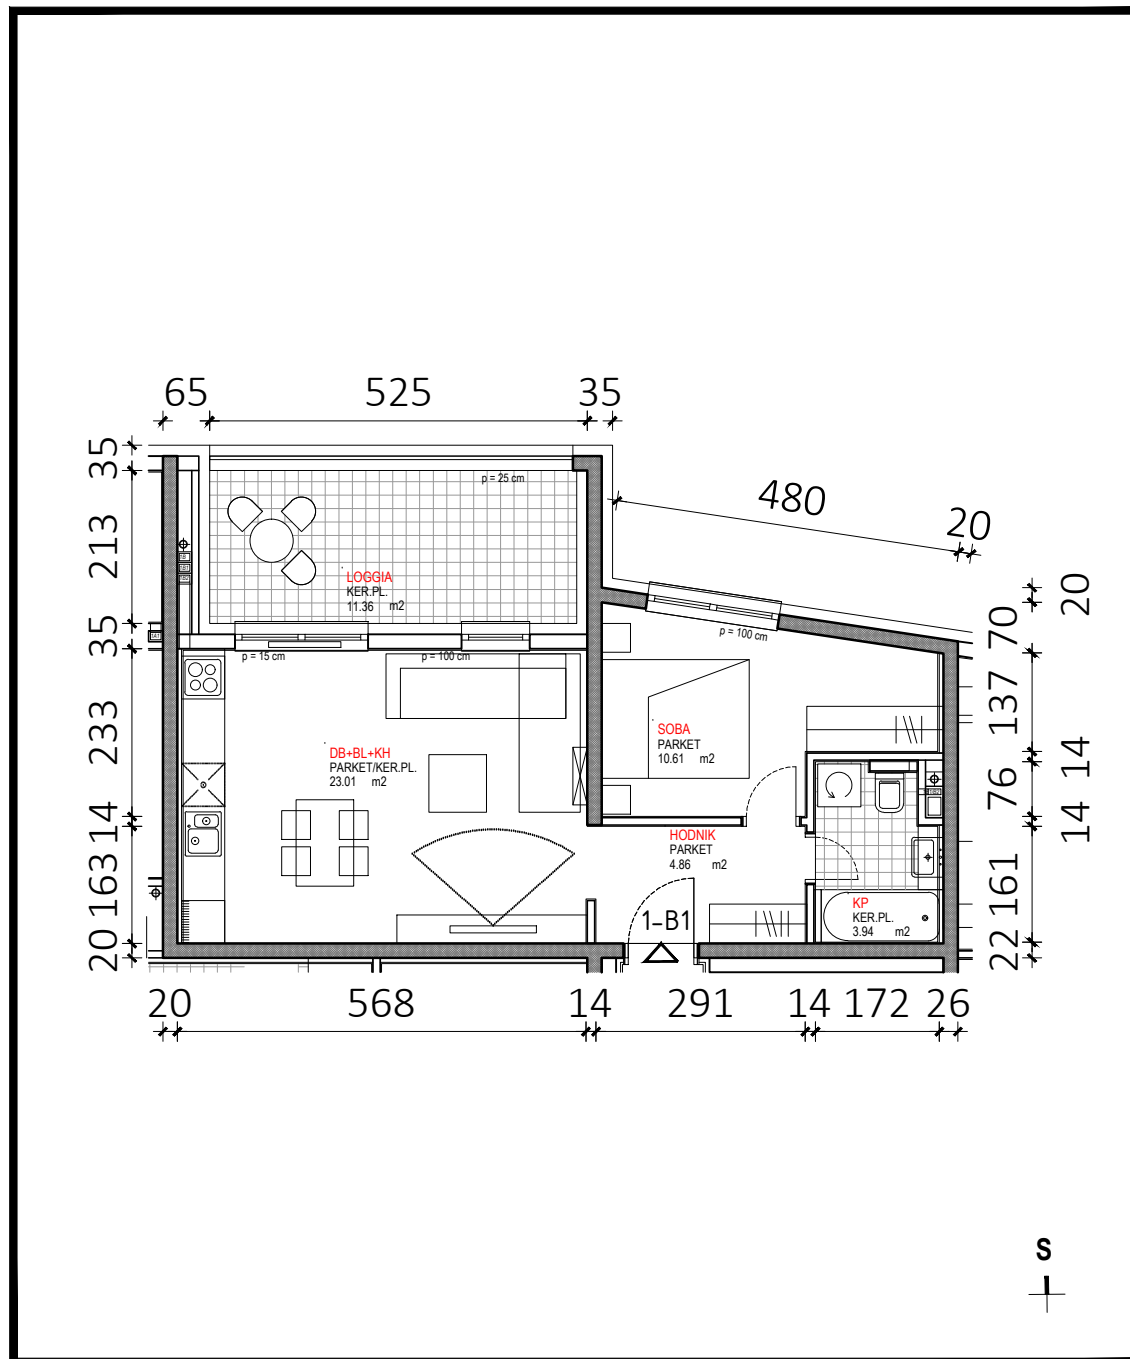 65 525 35
35
213
35
233
14
163
20
480
20
20
70
137
14
76
14
161
22
p = 25 cm
LOGGIA
KER.PL.
11.36 m2
p = 15 cm
p = 100 cm
p = 100 cm
DB+BL+KH
PARKET/KER.PL.
23.01 m2
SOBA
PARKET
10.61 m2
HODNIK
PARKET
4.86 m2
KP
KER.PL.
3.94 m2
1-B1
20 568 14 291 14 172 26
S